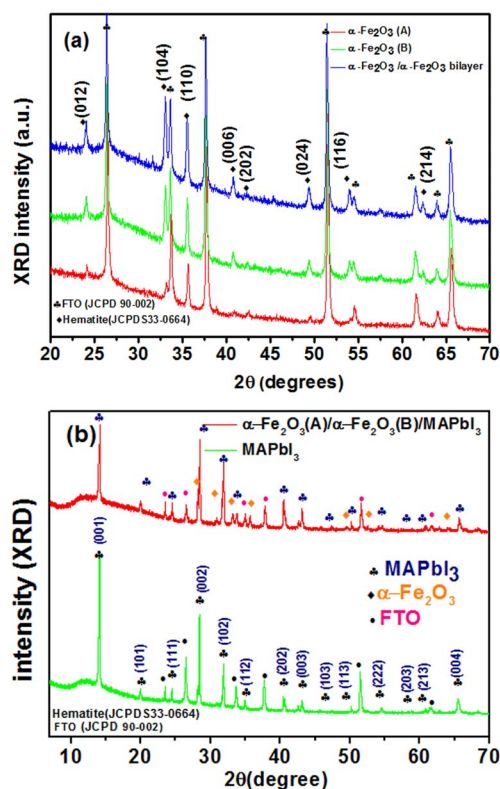 (a)
α-Fe2O3 (A)
α-Fe2O3 (B)
α-Fe2O3 /α-Fe2O3 bilayer
(012)
(104)
(110)
(006)
(202)
(024)
(116)
(214)
XRD intensity (a.u.)
♣FTO (JCPD 90-002)
♦Hematite(JCPDS33-0664)
20 25 30 35 40 45 50 55 60 65 70
2θ (degrees)
(b)
α–Fe2O3(A)/α–Fe2O3(B)/MAPbI3
MAPbI3
intensity (XRD)
♣MAPbI3
♦α–Fe2O3
•FTO
(001)
(101)
(111)
(002)
(102)
(112)
(202)
(003)
(103)
(113)
(222)
(203)
(213)
(004)
Hematite(JCPDS33-0664)
FTO (JCPD 90-002)
10 20 30 40 50 60 70
2θ(degree)